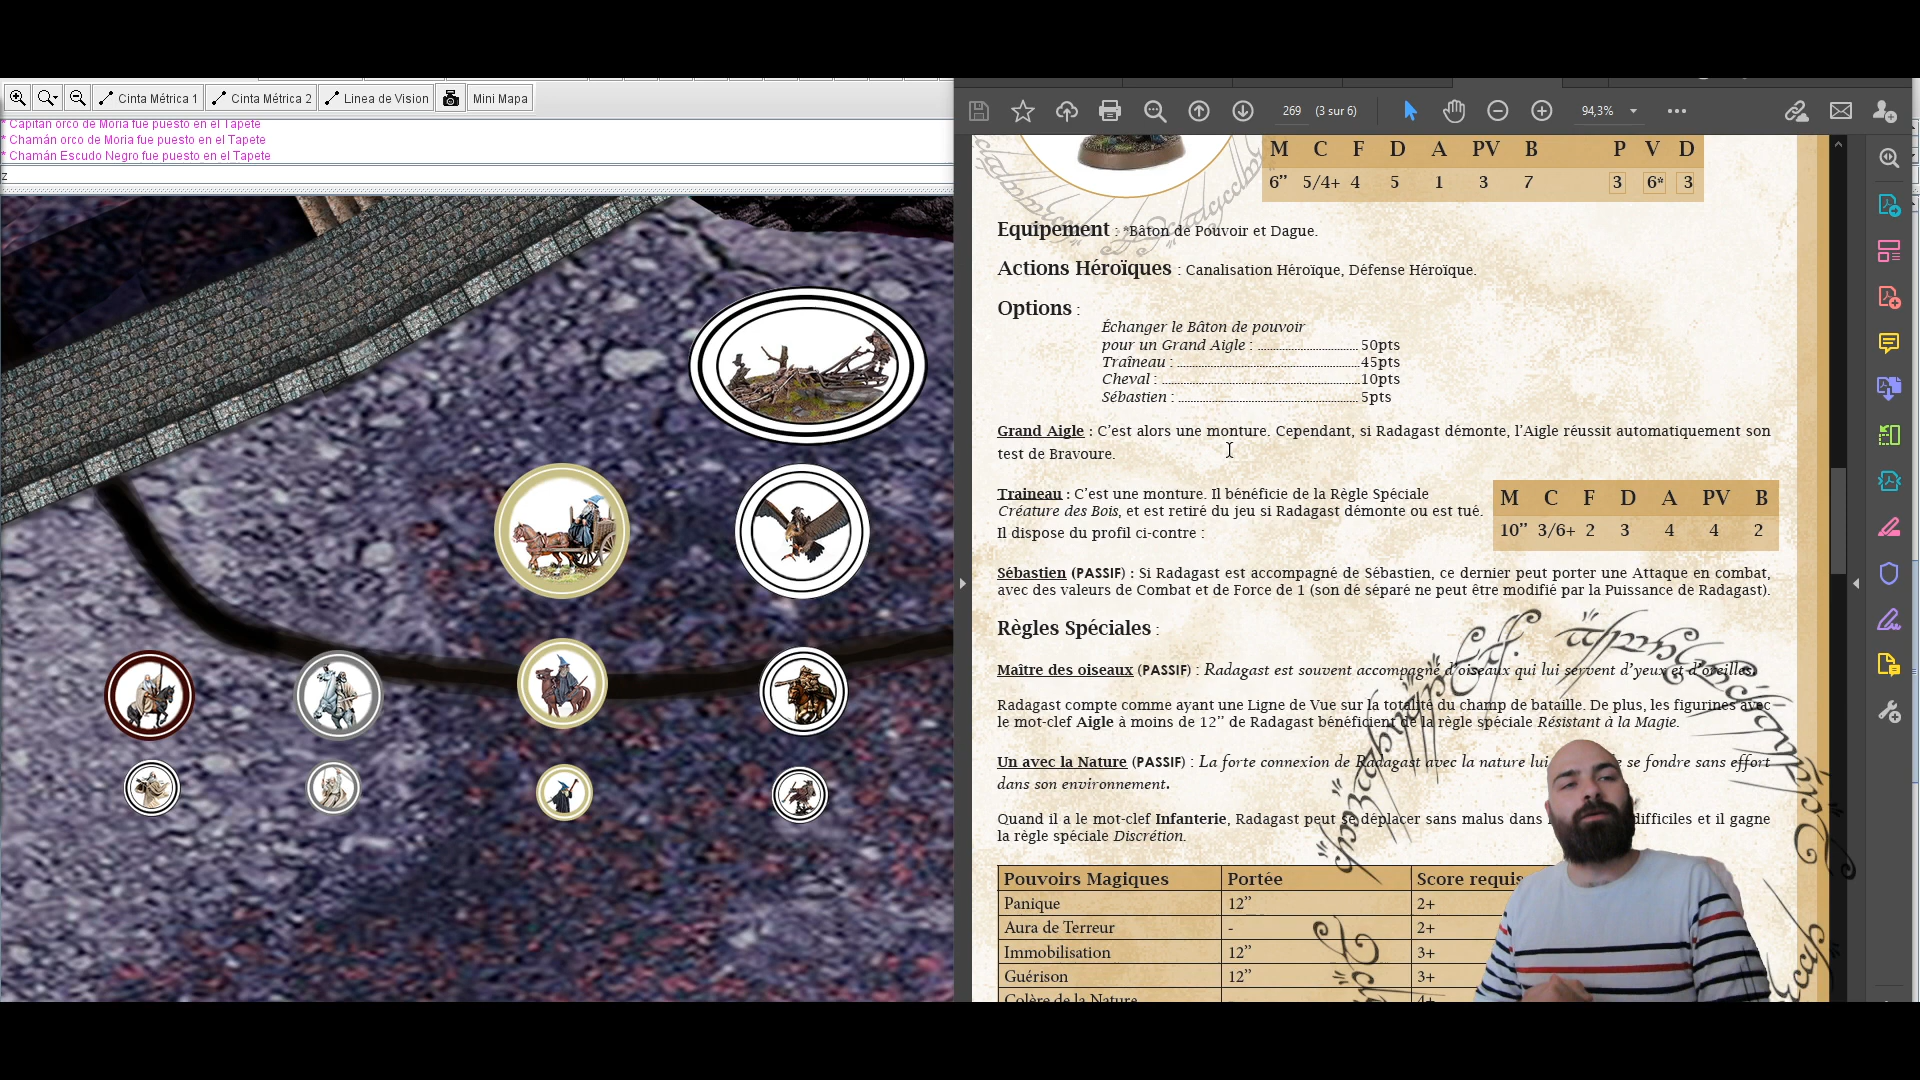 Cinta Métrica 1
Cinta Métrica 2
Linea de Vision
Mini Mapa
* Capitán orco de Moria fue puesto en el Tapete
* Chamán orco de Moria fue puesto en el Tapete
* Chamán Escudo Negro fue puesto en el Tapete
z
269 (3 sur 6)
94,3%
M C F D A PV B P V D
6” 5/4+ 4 5 1 3 7 3 6* 3
Equipement : *Bâton de Pouvoir et Dague.
Actions Héroïques : Canalisation Héroïque, Défense Héroïque.
Options :
Échanger le Bâton de pouvoir
pour un Grand Aigle : .................................. 50pts
Traîneau : ............................................................45pts
Cheval : .................................................................10pts
Sébastien : ........................................................... 5pts
Grand Aigle : C’est alors une monture. Cependant, si Radagast démonte, l’Aigle réussit automatiquement son
test de Bravoure.
Traineau : C’est une monture. Il bénéficie de la Règle Spéciale
Créature des Bois, et est retiré du jeu si Radagast démonte ou est tué.
Il dispose du profil ci-contre :
M C F D A PV B
10” 3/6+ 2 3 4 4 2
Sébastien (PASSIF) : Si Radagast est accompagné de Sébastien, ce dernier peut porter une Attaque en combat,
avec des valeurs de Combat et de Force de 1 (son dé séparé ne peut être modifié par la Puissance de Radagast).
Règles Spéciales :
Maître des oiseaux (PASSIF) : Radagast est souvent accompagné d’oiseaux qui lui servent d’yeux et d’oreilles.
Radagast compte comme ayant une Ligne de Vue sur la totalité du champ de bataille. De plus, les figurines avec
le mot-clef Aigle à moins de 12” de Radagast bénéficient de la règle spéciale Résistant à la Magie.
Un avec la Nature (PASSIF) : La forte connexion de Radagast avec la nature lui se fondre sans effort
dans son environnement.
Quand il a le mot-clef Infanterie, Radagast peut se déplacer sans malus dans difficiles et il gagne
la règle spéciale Discrétion.
Pouvoirs Magiques Portée Score requis
Panique 12” 2+
Aura de Terreur - 2+
Immobilisation 12” 3+
Guérison 12” 3+
Colère de la Nature 4+